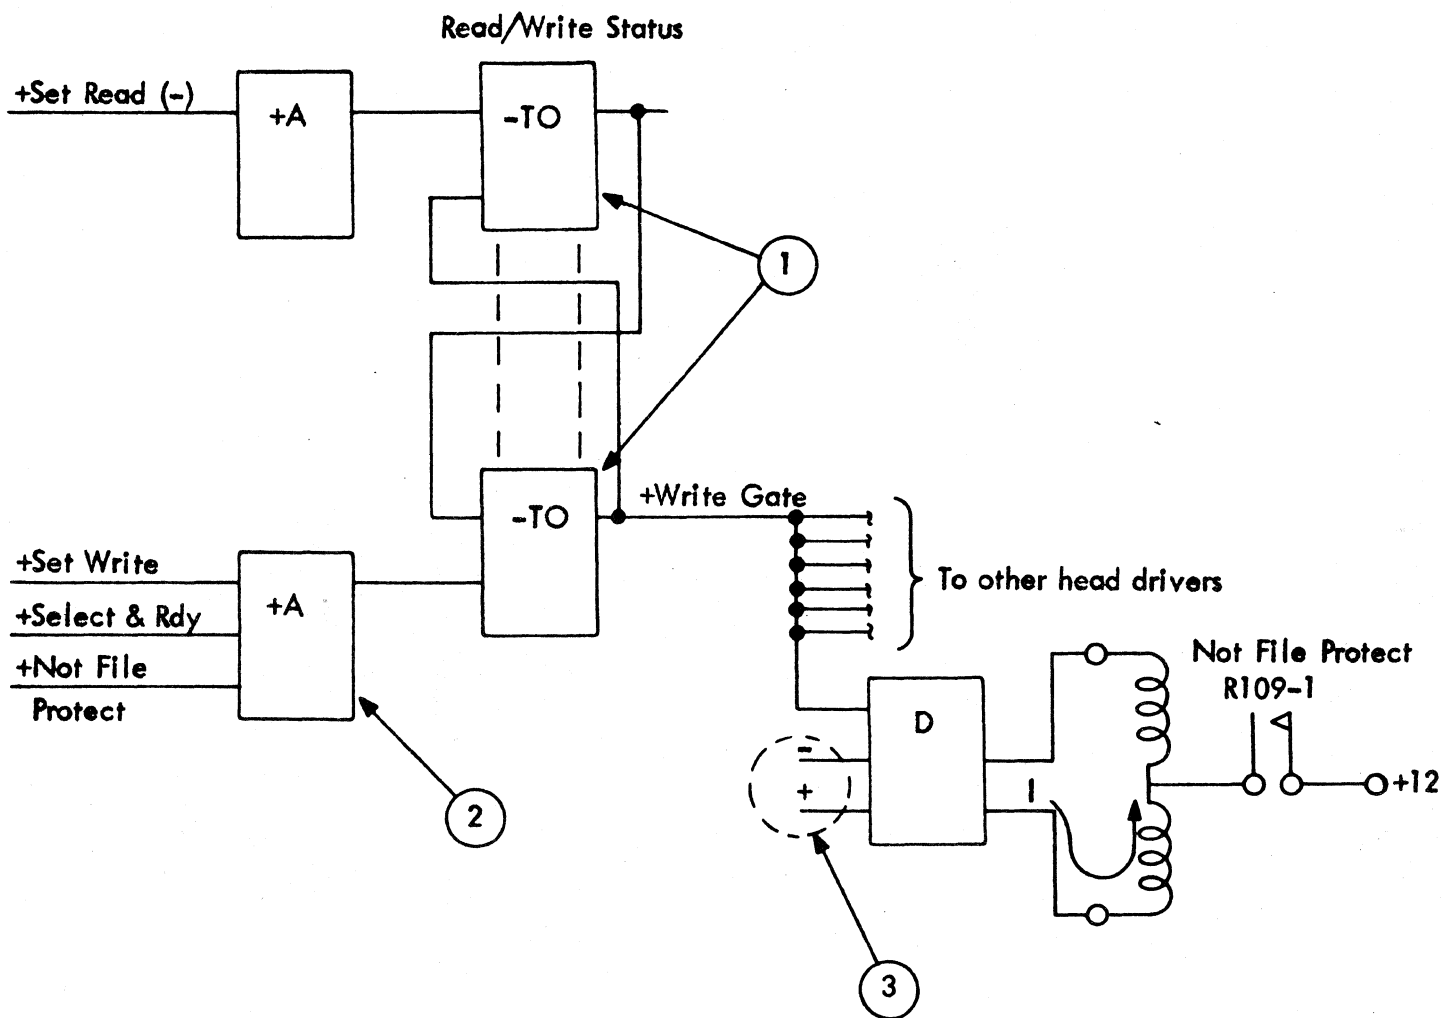 Read/Write Status
+Set Read (-)
+A
-TO
1
-TO
+Write Gate
+Set Write
+Select & Rdy
+Not File
Protect
+A
To other head drivers
2
D
-
+
I
Not File Protect
R109-1
+12
3